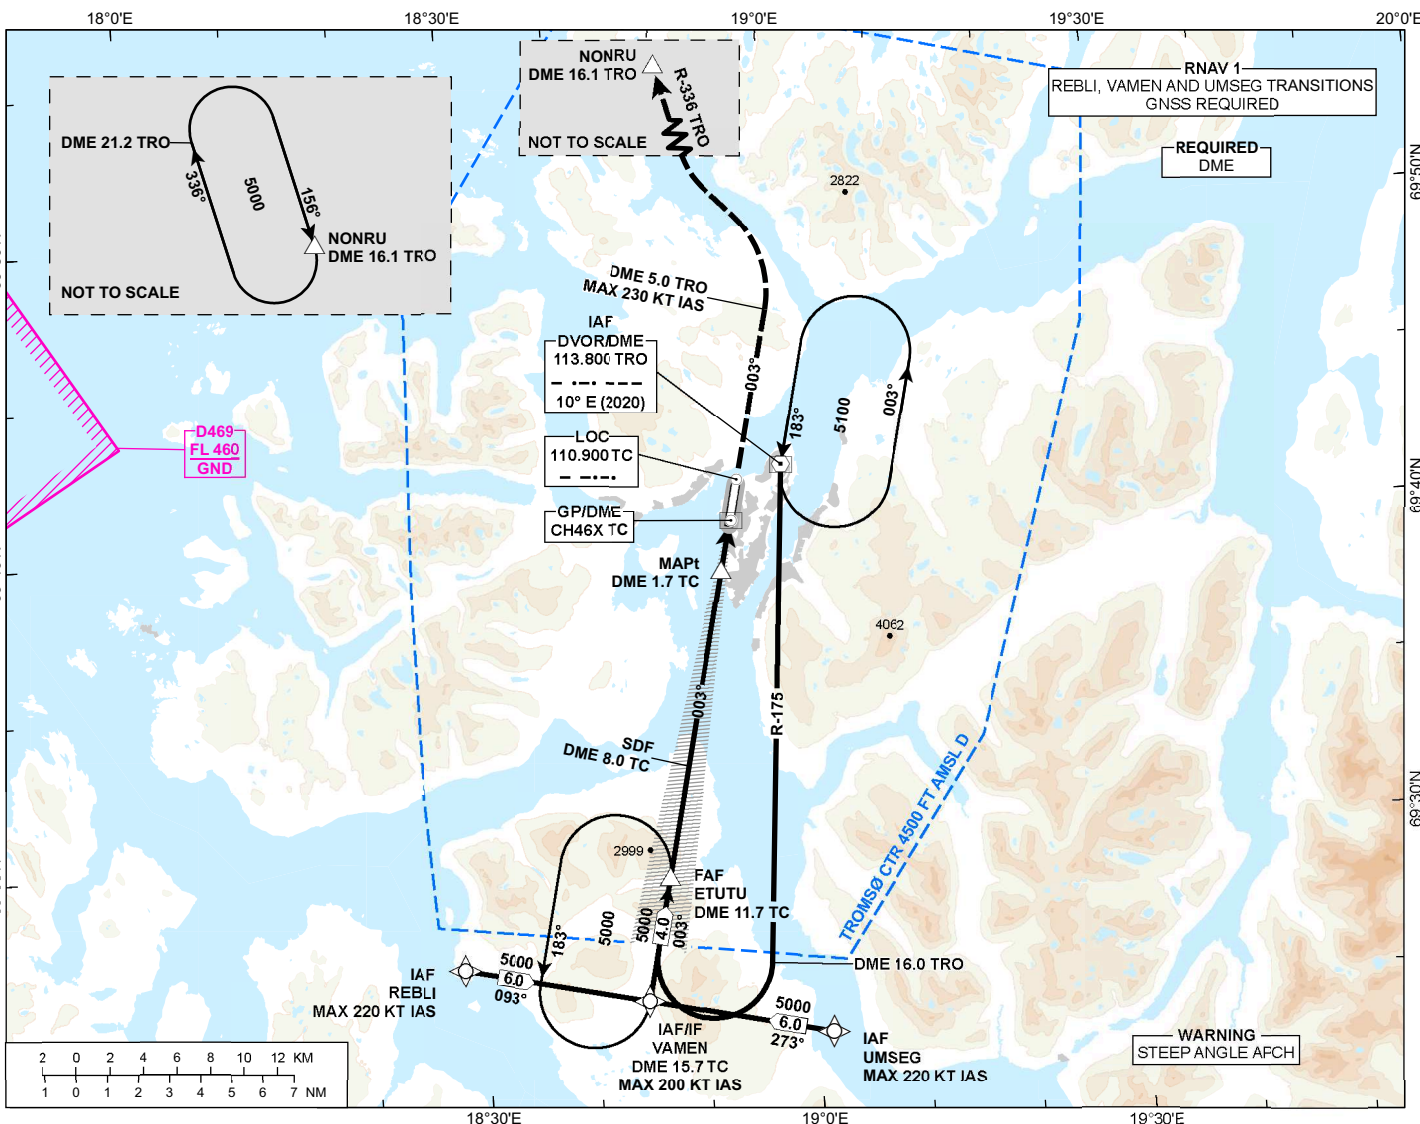 18°0'E
18°30'E
19°0'E
19°30'E
20°0'E
NONRU
DME 16.1 TRO
R-336 TRO
NOT TO SCALE
RNAV 1
REBLI, VAMEN AND UMSEG TRANSITIONS
GNSS REQUIRED
REQUIRED
DME
DME 21.2 TRO
336°
5000
156°
NONRU
DME 16.1 TRO
NOT TO SCALE
2822
69°50'N
DME 5.0 TRO
MAX 230 KT IAS
IAF
DVOR/DME
113.800 TRO
10° E (2020)
003°
183°
5100
003°
D469
FL 460
GND
LOC
110.900 TC
69°40'N
GP/DME
CH46X TC
MAPt
DME 1.7 TC
4062
003°
R-175
SDF
DME 8.0 TC
TROMSØ CTR 4500 FT AMSL D
69°30'N
2999
FAF
ETUTU
DME 11.7 TC
183°
5000
5000
4.0
003°
DME 16.0 TRO
IAF
REBLI
MAX 220 KT IAS
5000
6.0
093°
5000
6.0
273°
IAF/IF
VAMEN
DME 15.7 TC
MAX 200 KT IAS
IAF
UMSEG
MAX 220 KT IAS
WARNING
STEEP ANGLE APCH
2 0 2 4 6 8 10 12 KM
1 0 1 2 3 4 5 6 7 NM
18°30'E
19°0'E
19°30'E